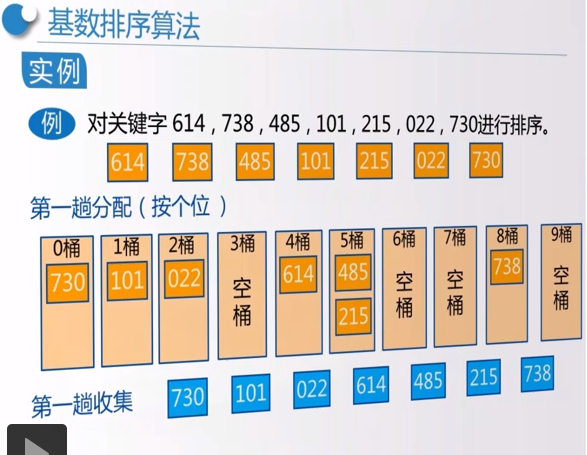 基数排序算法
实例
例 对关键字 614 , 738 , 485 , 101 , 215 , 022 , 730进行排序。
614 738 485 101 215 022 730
第一趟分配（按个位 ）
0桶 1桶 2桶 3桶 4桶 5桶 6桶 7桶 8桶 9桶
730 101 022 空桶 614 485 空桶 空桶 738 空桶
215
第一趟收集 730 101 022 614 485 215 738